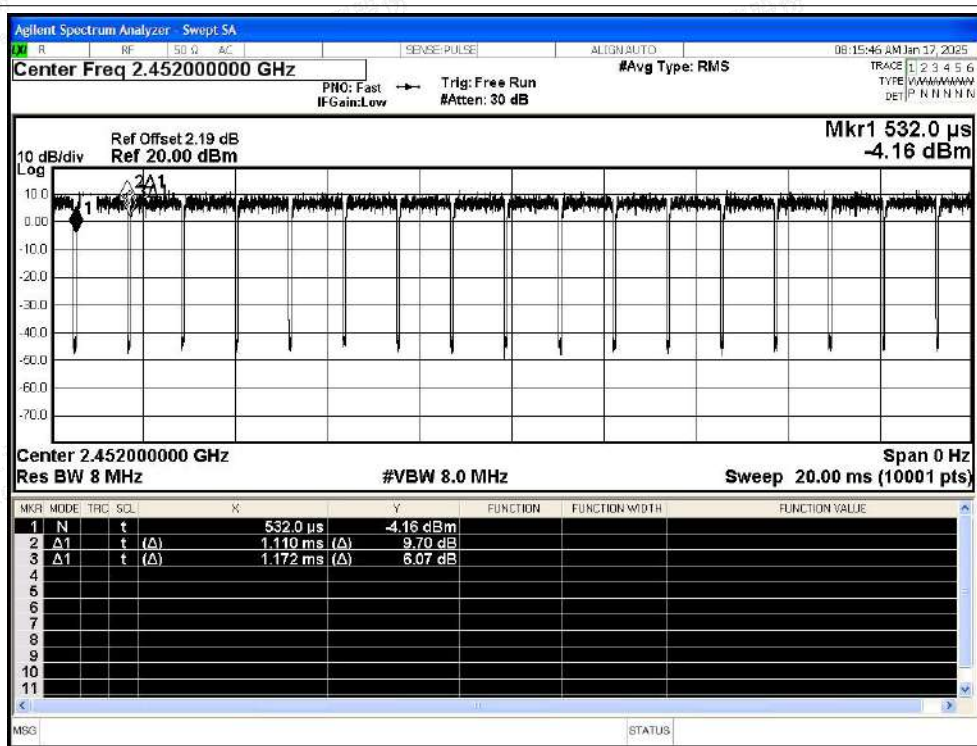 Agilent Spectrum Analyzer - Swept SA
LXI R RF 50 Ω AC SENSE:PULSE ALIGN AUTO 08:15:46 AM Jan 17, 2025
Center Freq 2.452000000 GHz #Avg Type: RMS TRACE 1 2 3 4 5 6
PNO: Fast Trig: Free Run TYPE
IFGain:Low #Atten: 30 dB DET P N N N N N
Ref Offset 2.19 dB Mkr1 532.0 µs
10 dB/div Ref 20.00 dBm -4.16 dBm
Log
2Δ1
10.0
1
0.00
-10.0
-20.0
-30.0
-40.0
-50.0
-60.0
-70.0
Center 2.452000000 GHz Span 0 Hz
Res BW 8 MHz #VBW 8.0 MHz Sweep 20.00 ms (10001 pts)
MKR MODE TRC SCL X Y FUNCTION FUNCTION WIDTH FUNCTION VALUE
1 N t 532.0 µs -4.16 dBm
2 Δ1 t (Δ) 1.110 ms (Δ) 9.70 dB
3 Δ1 t (Δ) 1.172 ms (Δ) 6.07 dB
4
5
6
7
8
9
10
11
MSG STATUS